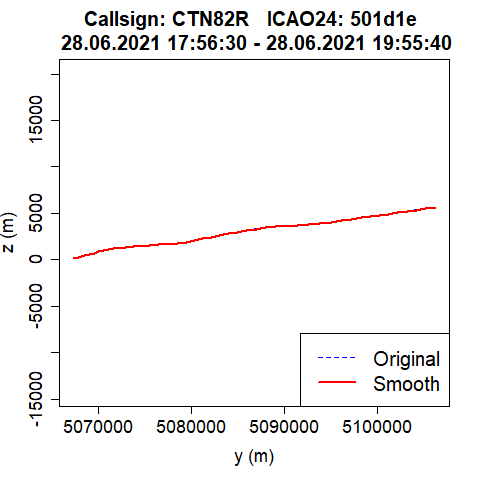 Callsign: CTN82R   ICAO24: 501d1e
28.06.2021 17:56:30 - 28.06.2021 19:55:40
z (m)
15000
5000
0
-5000
-15000
Original
Smooth
5070000 5080000 5090000 5100000
y (m)